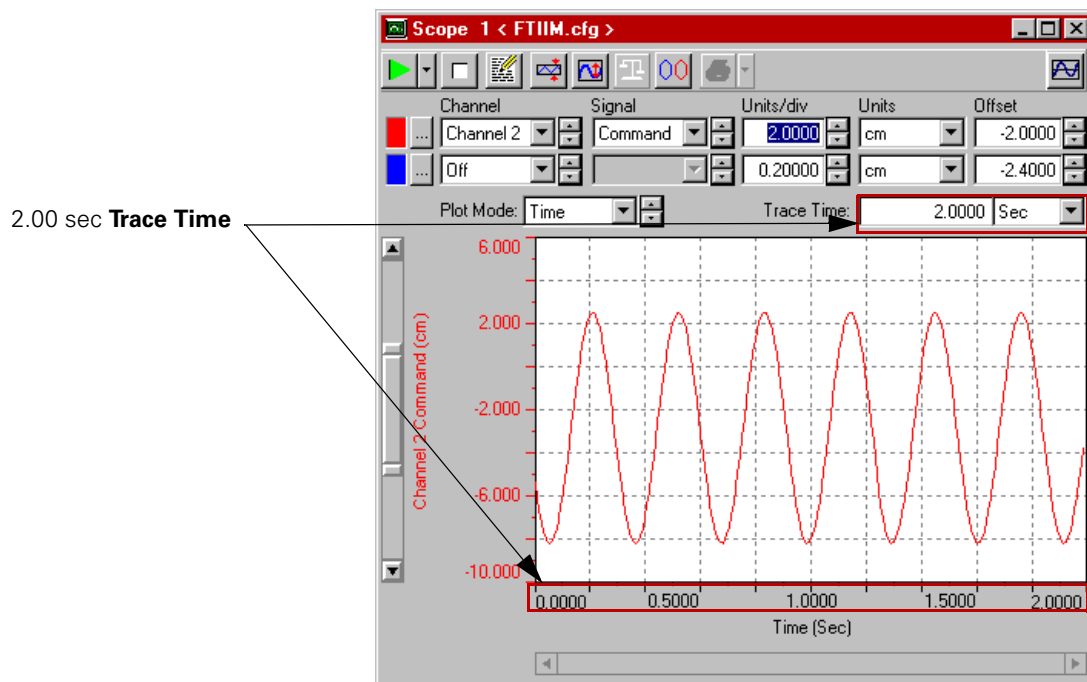 Scope 1 < FTIIM.cfg >
Channel Signal Units/div Units Offset
... Channel 2 Command 2.0000 cm -2.0000
... Off 0.20000 cm -2.4000
Plot Mode: Time Trace Time: 2.0000 Sec
2.00 sec Trace Time
6.000
2.000
-2.000
-6.000
-10.000
Channel 2 Command (cm)
0.0000 0.5000 1.0000 1.5000 2.0000
Time (Sec)